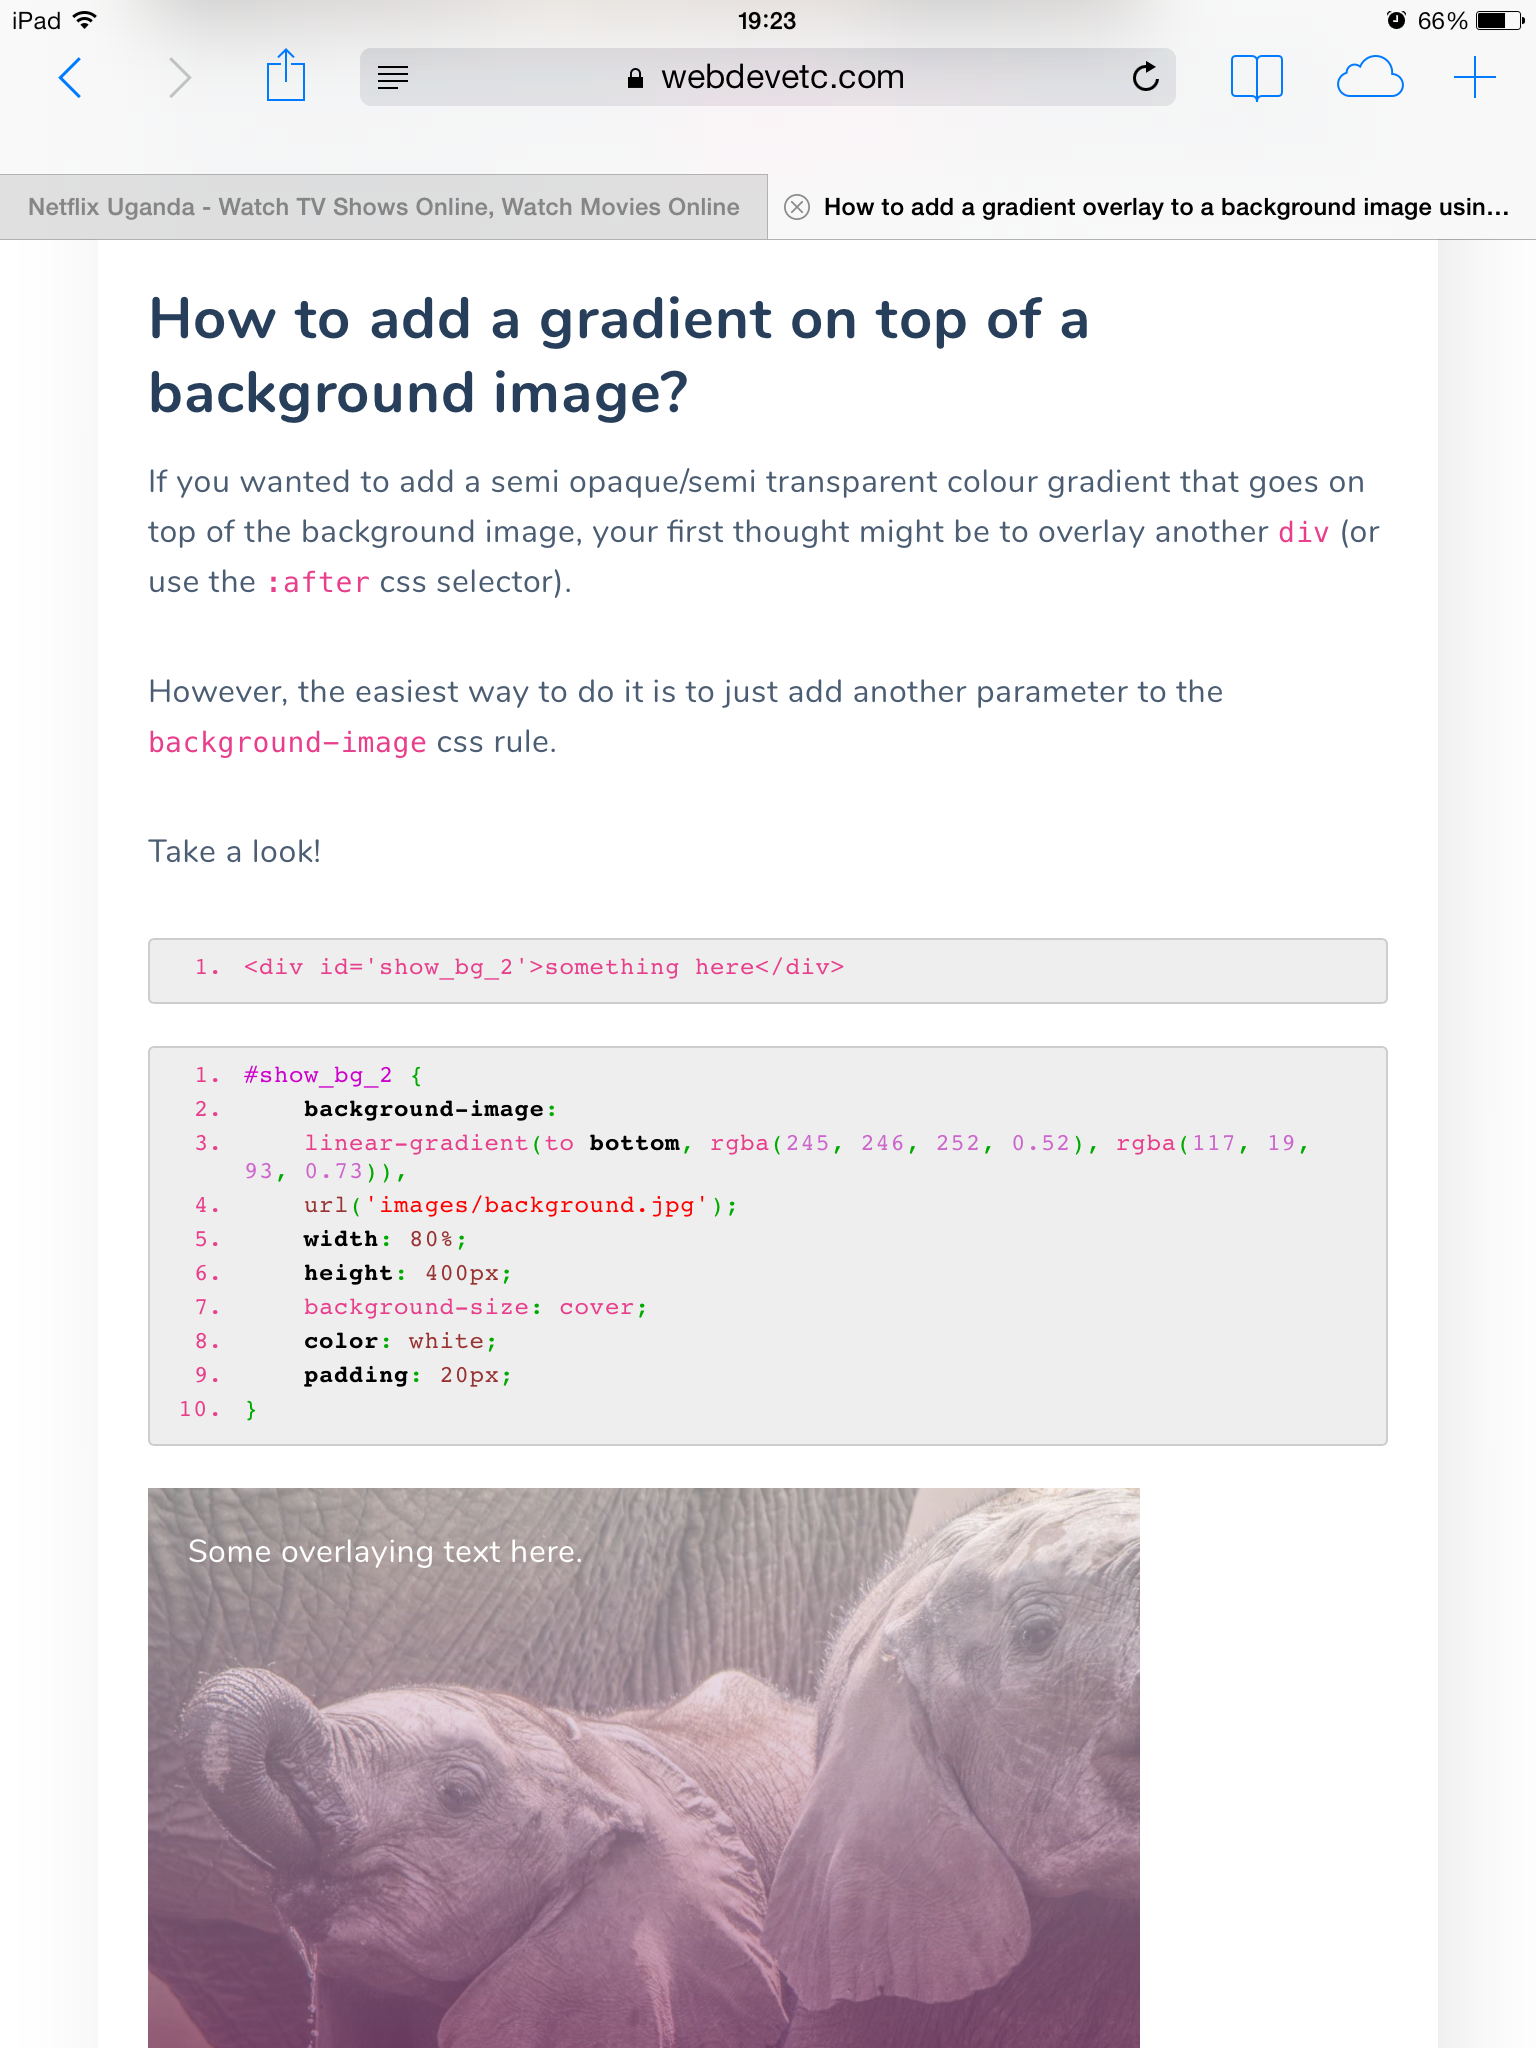 iPad 19:23 66%
webdevetc.com
Netflix Uganda - Watch TV Shows Online, Watch Movies Online
How to add a gradient overlay to a background image usin...
How to add a gradient on top of a
background image?
If you wanted to add a semi opaque/semi transparent colour gradient that goes on
top of the background image, your first thought might be to overlay another div (or
use the :after css selector).
However, the easiest way to do it is to just add another parameter to the
background-image css rule.
Take a look!
1. <div id='show_bg_2'>something here</div>
1. #show_bg_2 {
2. background-image:
3. linear-gradient(to bottom, rgba(245, 246, 252, 0.52), rgba(117, 19,
93, 0.73)),
4. url('images/background.jpg');
5. width: 80%;
6. height: 400px;
7. background-size: cover;
8. color: white;
9. padding: 20px;
10. }
Some overlaying text here.